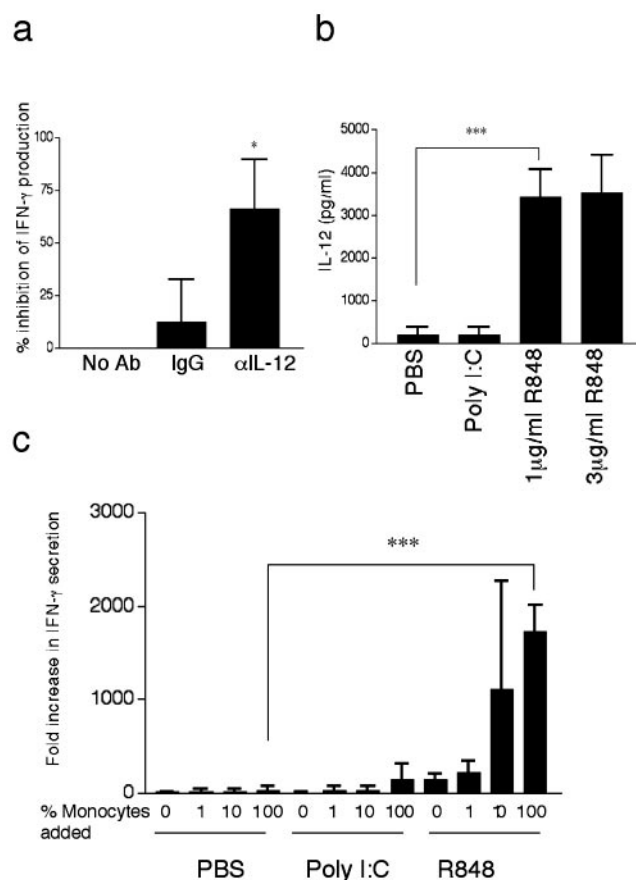 a
% inhibition of IFN-γ production
100
75
50
25
0
*
No Ab IgG αIL-12
b
IL-12 (pg/ml)
5000
4000
3000
2000
1000
0
***
PBS
Poly I:C
1µg/ml R848
3µg/ml R848
c
Fold increase in IFN-γ secretion
3000
2000
1000
0
***
% Monocytes 0 1 10 100 0 1 10 100 0 1 10 100
added
PBS Poly I:C R848